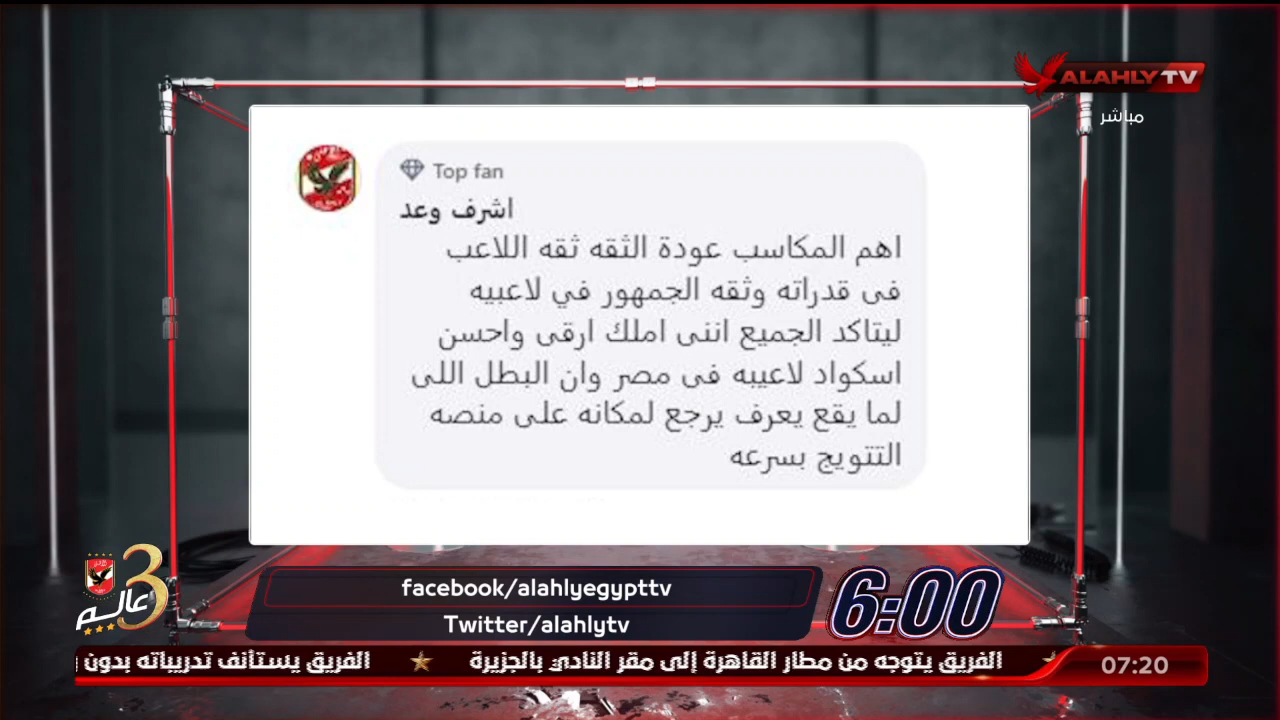 ALAHLY TV
مباشر
Top fan
اشرف وعد
اهم المكاسب عودة الثقه ثقه اللاعب
فى قدراته وثقه الجمهور في لاعبيه
ليتاكد الجميع اننى املك ارقى واحسن
اسكواد لاعيبه فى مصر وان البطل اللى
لما يقع يعرف يرجع لمكانه على منصه
التتويج بسرعه
3 عالم
facebook/alahlyegypttv
Twitter/alahlytv
6:00
الفريق يتوجه من مطار القاهرة إلى مقر النادي بالجزيرة
الفريق يستأنف تدريباته بدون
07:20